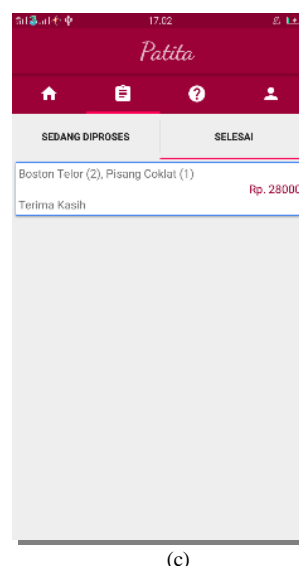 17.02
Patita
SEDANG DIPROSES SELESAI
Boston Telor (2), Pisang Coklat (1)
Rp. 28000
Terima Kasih
(c)